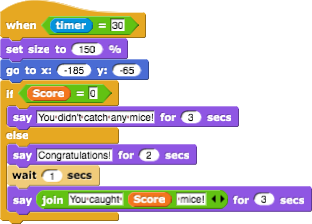 when timer = 30
set size to 150 %
go to x: -185 y: -65
if Score = 0
say You didn't catch any mice! for 3 secs
else
say Congratulations! for 2 secs
wait 1 secs
say join You caught Score mice! for 3 secs